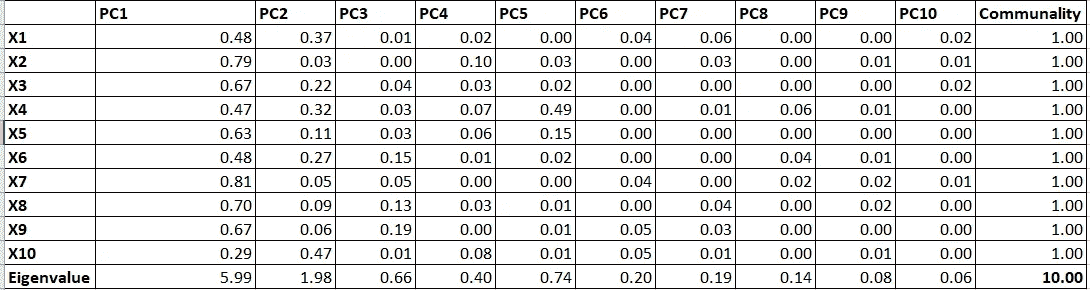 PC1 PC2 PC3 PC4 PC5 PC6 PC7 PC8 PC9 PC10 Communality
X1 0.48 0.37 0.01 0.02 0.00 0.04 0.06 0.00 0.00 0.02 1.00
X2 0.79 0.03 0.00 0.10 0.03 0.00 0.03 0.00 0.01 0.01 1.00
X3 0.67 0.22 0.04 0.03 0.02 0.00 0.00 0.00 0.00 0.00 1.00
X4 0.47 0.32 0.03 0.07 0.49 0.00 0.01 0.06 0.01 0.00 1.00
X5 0.63 0.11 0.03 0.06 0.15 0.00 0.00 0.00 0.00 0.00 1.00
X6 0.48 0.27 0.15 0.01 0.02 0.00 0.00 0.04 0.01 0.00 1.00
X7 0.81 0.05 0.05 0.00 0.00 0.04 0.00 0.02 0.02 0.01 1.00
X8 0.70 0.09 0.13 0.03 0.01 0.00 0.04 0.00 0.02 0.00 1.00
X9 0.67 0.06 0.19 0.00 0.01 0.05 0.03 0.00 0.00 0.00 1.00
X10 0.29 0.47 0.01 0.08 0.01 0.05 0.01 0.00 0.01 0.00 1.00
Eigenvalue 5.99 1.98 0.66 0.40 0.74 0.20 0.19 0.14 0.08 0.06 10.00